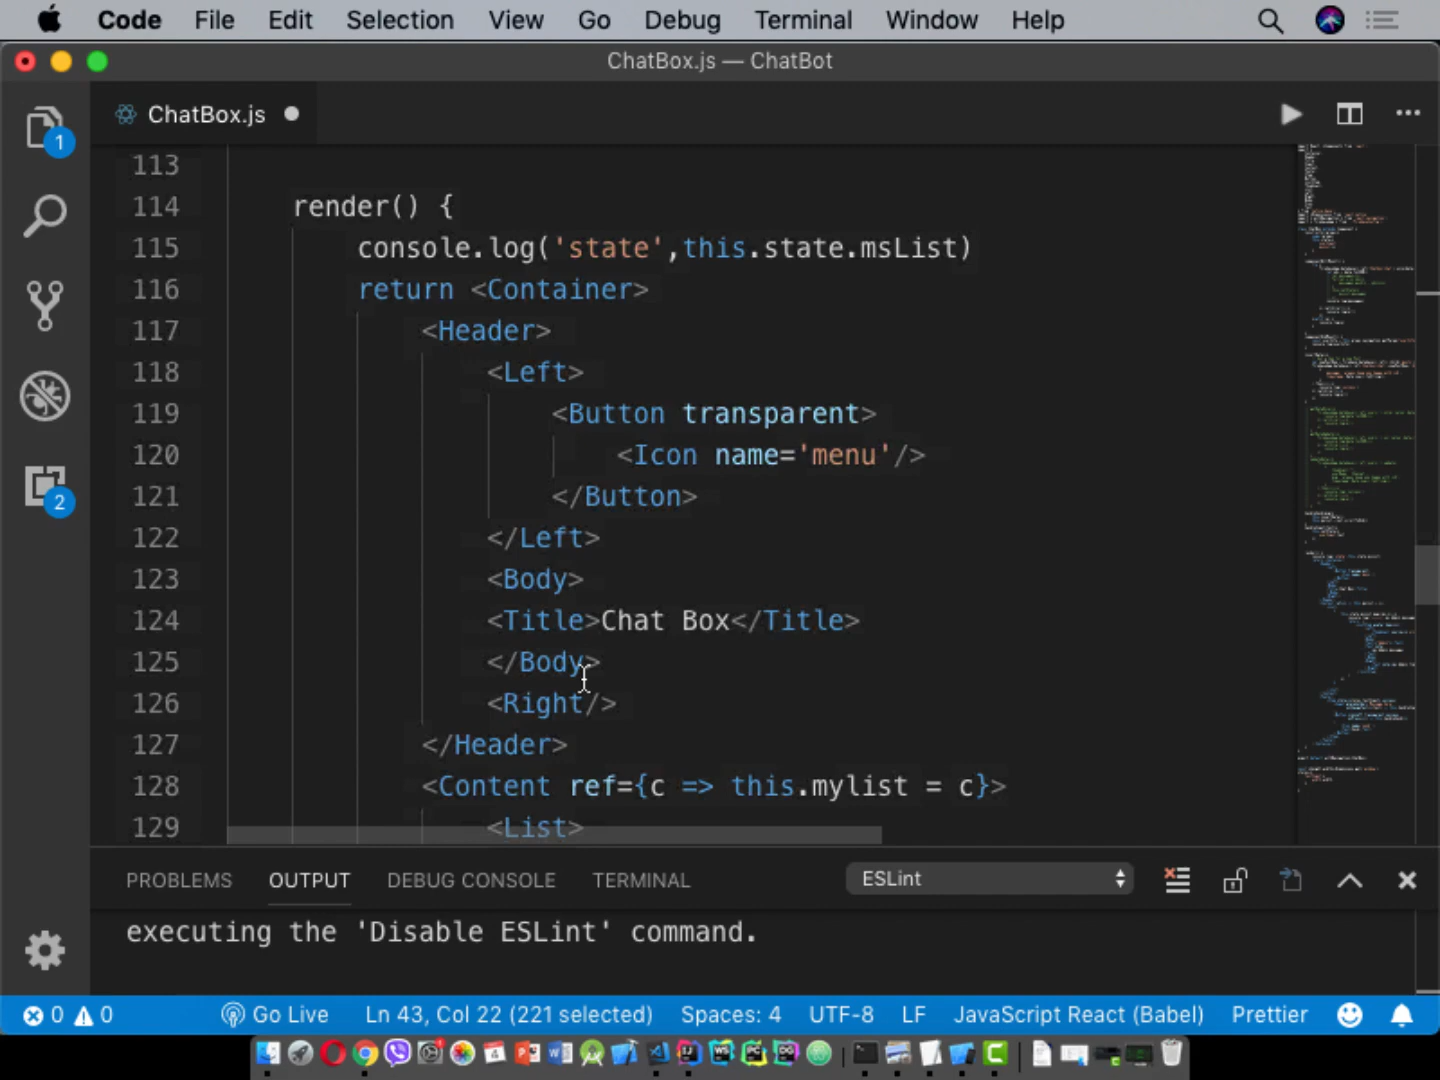 Code File Edit Selection View Go Debug Terminal Window Help
ChatBox.js — ChatBot
ChatBox.js
1
2
113
114 render() {
115 console.log('state',this.state.msList)
116 return <Container>
117 <Header>
118 <Left>
119 <Button transparent>
120 <Icon name='menu'/>
121 </Button>
122 </Left>
123 <Body>
124 <Title>Chat Box</Title>
125 </Body>
126 <Right/>
127 </Header>
128 <Content ref={c => this.mylist = c}>
129 <List>
PROBLEMS OUTPUT DEBUG CONSOLE TERMINAL ESLint
executing the 'Disable ESLint' command.
0 0 Go Live Ln 43, Col 22 (221 selected) Spaces: 4 UTF-8 LF JavaScript React (Babel) Prettier